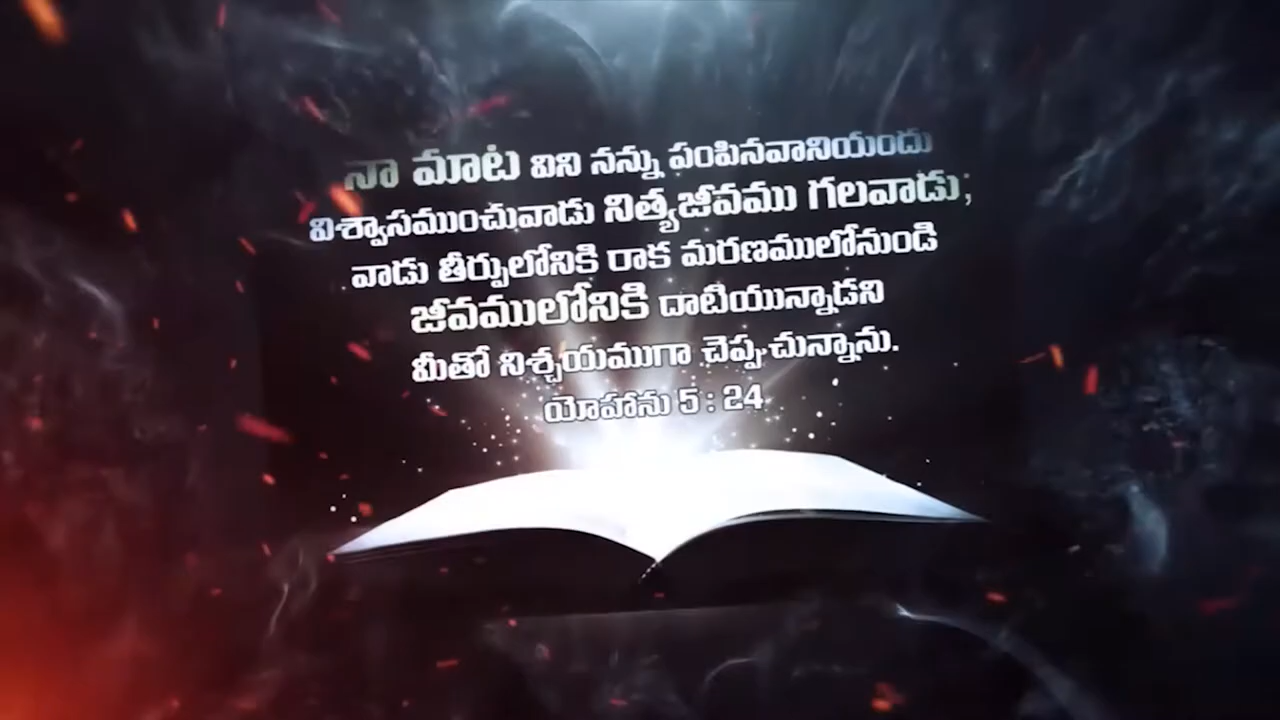 నా మాట విని నన్ను పంపినవానియందు
విశ్వాసముంచువాడు నిత్యజీవము గలవాడు;
వాడు తీర్పులోనికి రాక మరణములోనుండి
జీవములోనికి దాటియున్నాడని
మీతో నిశ్చయముగా చెప్పుచున్నాను.
యోహాను 5 : 24